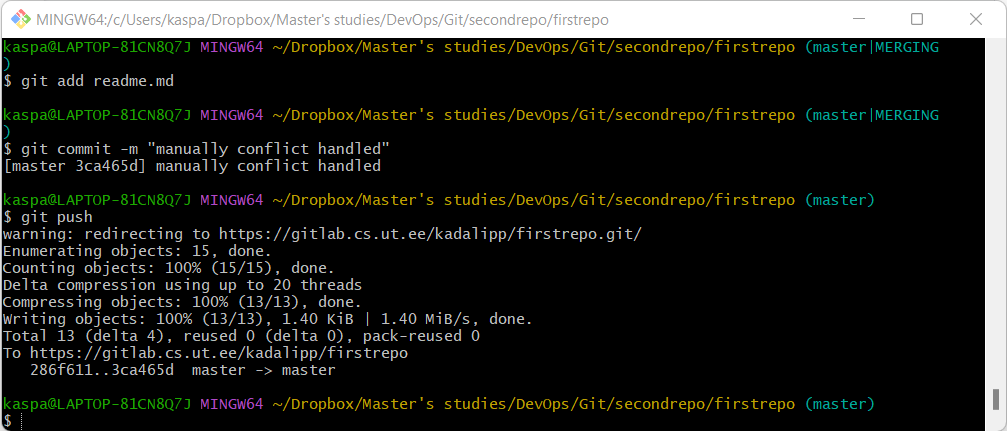 MINGW64:/c/Users/kaspa/Dropbox/Master's studies/DevOps/Git/secondrepo/firstrepo
kaspa@LAPTOP-81CN8Q7J MINGW64 ~/Dropbox/Master's studies/DevOps/Git/secondrepo/firstrepo (master|MERGING
)
$ git add readme.md
kaspa@LAPTOP-81CN8Q7J MINGW64 ~/Dropbox/Master's studies/DevOps/Git/secondrepo/firstrepo (master|MERGING
)
$ git commit -m "manually conflict handled"
[master 3ca465d] manually conflict handled
kaspa@LAPTOP-81CN8Q7J MINGW64 ~/Dropbox/Master's studies/DevOps/Git/secondrepo/firstrepo (master)
$ git push
warning: redirecting to https://gitlab.cs.ut.ee/kadalipp/firstrepo.git/
Enumerating objects: 15, done.
Counting objects: 100% (15/15), done.
Delta compression using up to 20 threads
Compressing objects: 100% (13/13), done.
Writing objects: 100% (13/13), 1.40 KiB | 1.40 MiB/s, done.
Total 13 (delta 4), reused 0 (delta 0), pack-reused 0
To https://gitlab.cs.ut.ee/kadalipp/firstrepo
   286f611..3ca465d  master -> master
kaspa@LAPTOP-81CN8Q7J MINGW64 ~/Dropbox/Master's studies/DevOps/Git/secondrepo/firstrepo (master)
$